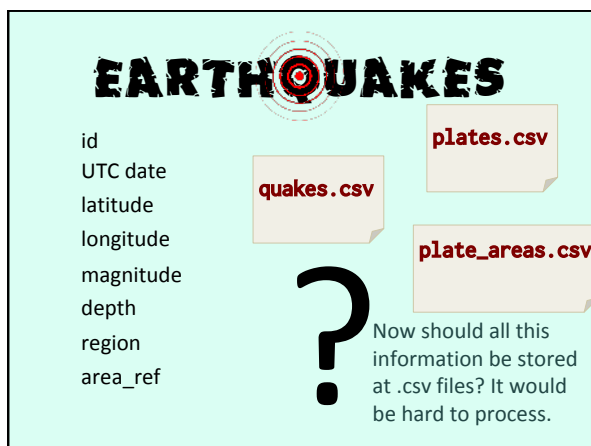 EARTHQUAKES
id
UTC date
latitude
longitude
magnitude
depth
region
area_ref
quakes.csv
plates.csv
plate_areas.csv
?
Now should all this
information be stored
at .csv files? It would
be hard to process.